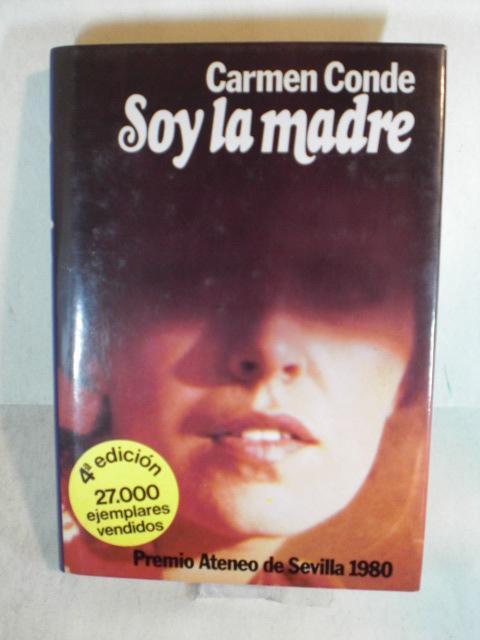 Carmen Conde
Soy la madre
4ª edición
27.000
ejemplares
vendidos
Premio Ateneo de Sevilla 1980